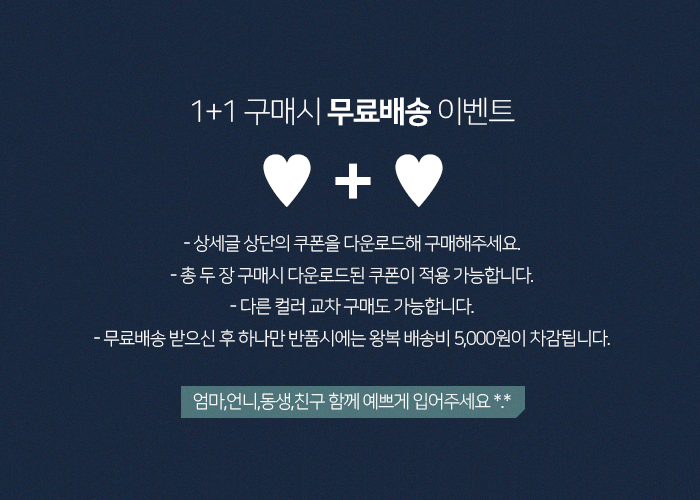 1+1 구매시 무료배송 이벤트
♥ + ♥
- 상세글 상단의 쿠폰을 다운로드해 구매해주세요.
- 총 두 장 구매시 다운로드된 쿠폰이 적용 가능합니다.
- 다른 컬러 교차 구매도 가능합니다.
- 무료배송 받으신 후 하나만 반품시에는 왕복 배송비 5,000원이 차감됩니다.
엄마,언니,동생,친구 함께 예쁘게 입어주세요 *.*